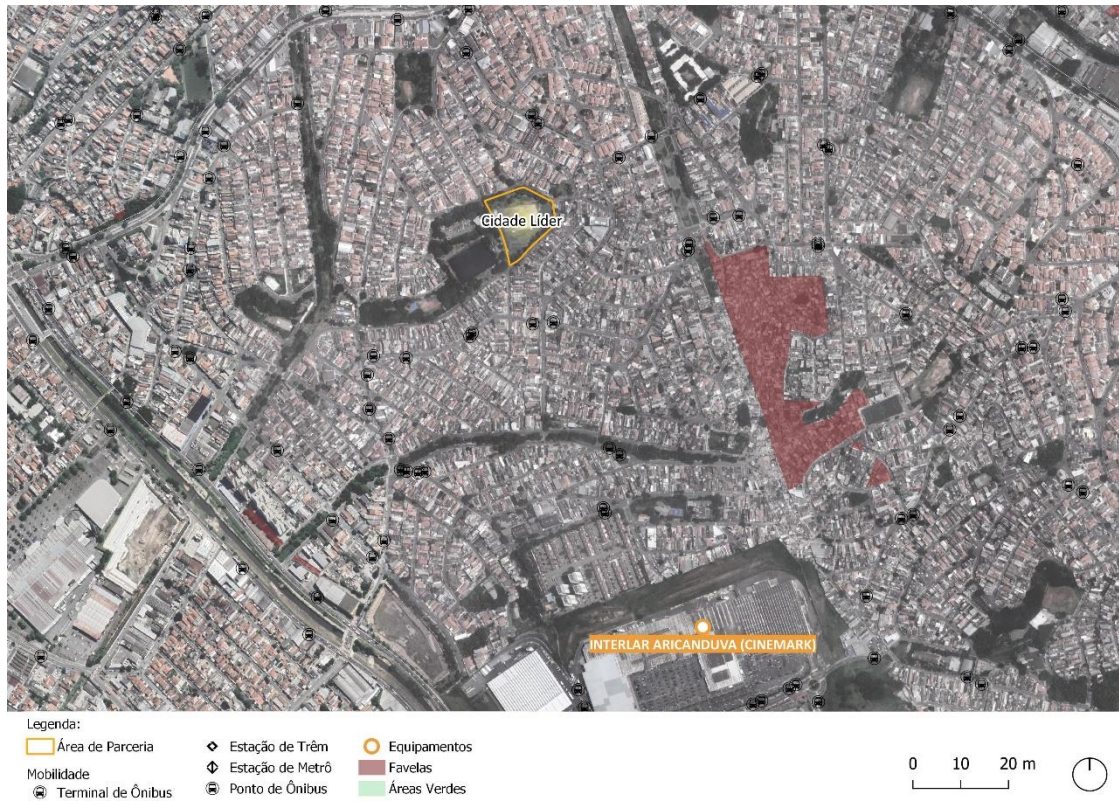 Cidade Líder
INTERLAR ARICANDUVA (CINEMARK)
Legenda:
Área de Parceria
Mobilidade
Terminal de Ônibus
Estação de Trêm
Estação de Metrô
Ponto de Ônibus
Equipamentos
Favelas
Áreas Verdes
0 10 20 m